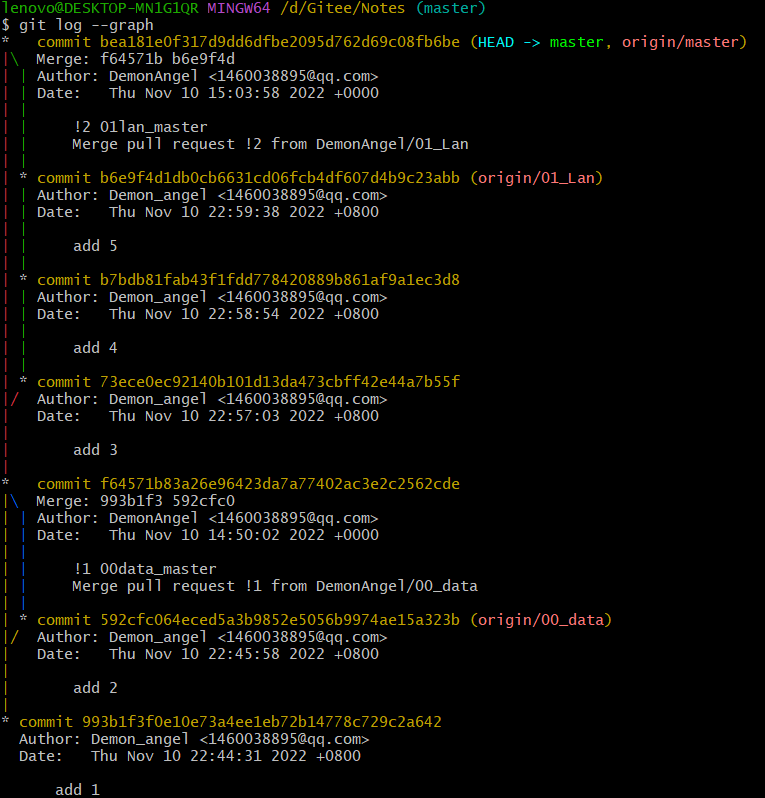 lenovo@DESKTOP-MN1G1QR MINGW64 /d/Gitee/Notes (master)
$ git log --graph
*   commit bea181e0f317d9dd6dfbe2095d762d69c08fb6be (HEAD -> master, origin/master)
|\  Merge: f64571b b6e9f4d
| | Author: DemonAngel <1460038895@qq.com>
| | Date:   Thu Nov 10 15:03:58 2022 +0000
| |
| |     !2 01lan_master
| |     Merge pull request !2 from DemonAngel/01_Lan
| |
| * commit b6e9f4d1db0cb6631cd06fcb4df607d4b9c23abb (origin/01_Lan)
| | Author: Demon_angel <1460038895@qq.com>
| | Date:   Thu Nov 10 22:59:38 2022 +0800
| |
| |     add 5
| |
| * commit b7bdb81fab43f1fdd778420889b861af9a1ec3d8
| | Author: Demon_angel <1460038895@qq.com>
| | Date:   Thu Nov 10 22:58:54 2022 +0800
| |
| |     add 4
| |
| * commit 73ece0ec92140b101d13da473cbff42e44a7b55f
|/  Author: Demon_angel <1460038895@qq.com>
|   Date:   Thu Nov 10 22:57:03 2022 +0800
|
|       add 3
|
*   commit f64571b83a26e96423da7a77402ac3e2c2562cde
|\  Merge: 993b1f3 592cfc0
| | Author: DemonAngel <1460038895@qq.com>
| | Date:   Thu Nov 10 14:50:02 2022 +0000
| |
| |     !1 00data_master
| |     Merge pull request !1 from DemonAngel/00_data
| |
| * commit 592cfc064eced5a3b9852e5056b9974ae15a323b (origin/00_data)
|/  Author: Demon_angel <1460038895@qq.com>
|   Date:   Thu Nov 10 22:45:58 2022 +0800
|
|       add 2
|
* commit 993b1f3f0e10e73a4ee1eb72b14778c729c2a642
  Author: Demon_angel <1460038895@qq.com>
  Date:   Thu Nov 10 22:44:31 2022 +0800

      add 1